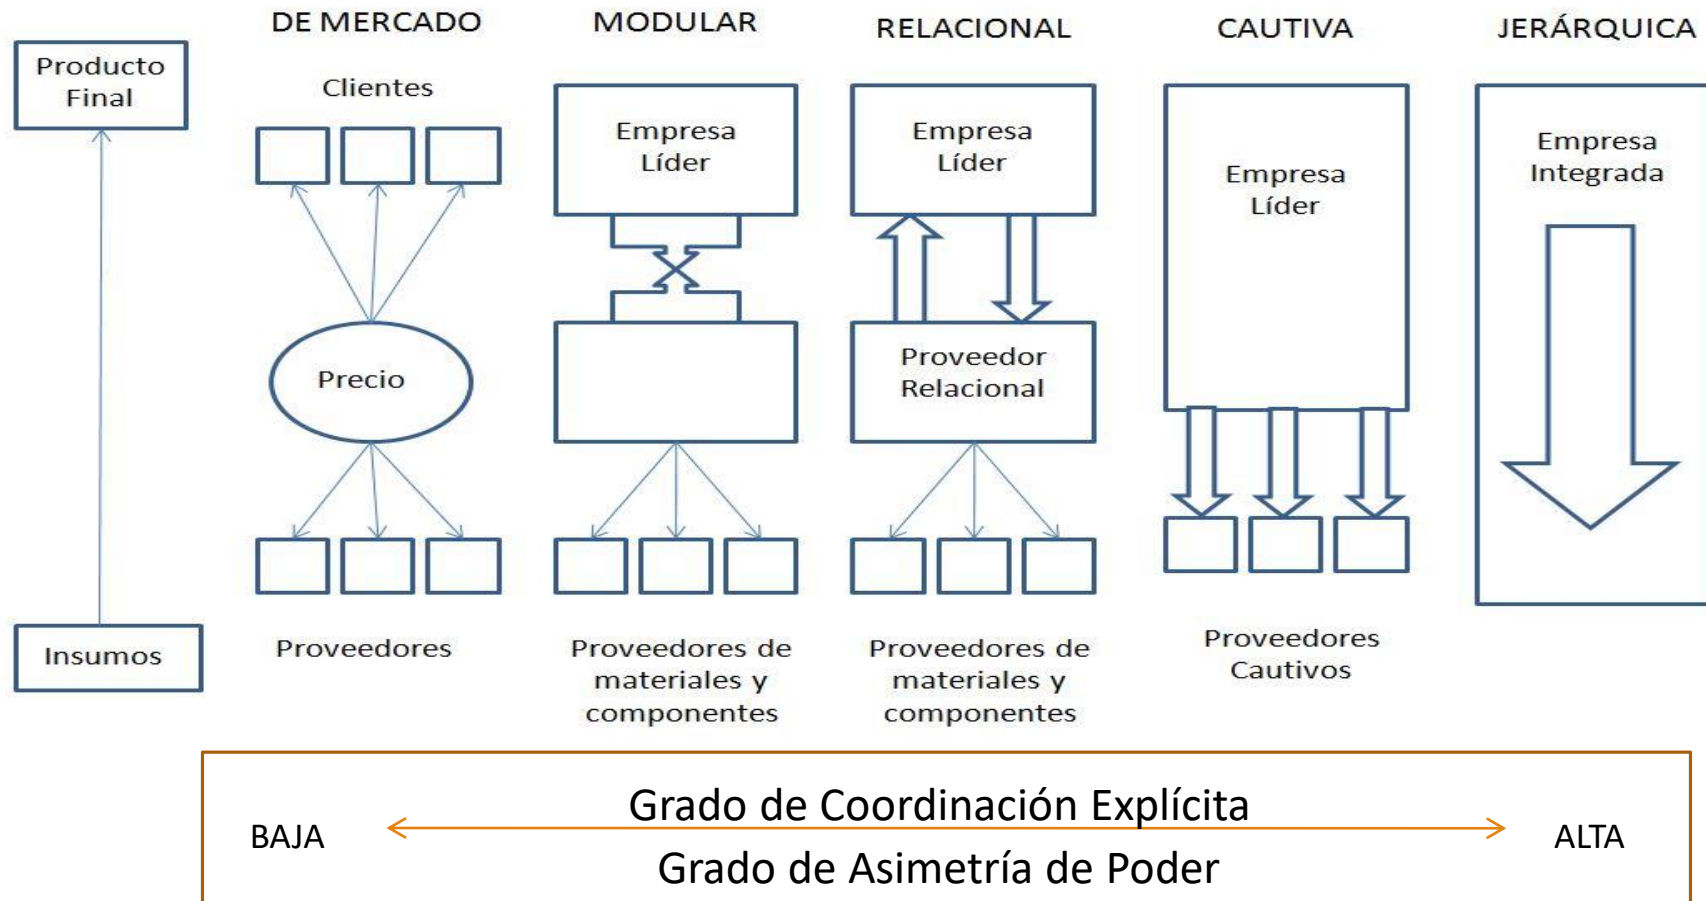 DE MERCADO
MODULAR
RELACIONAL
CAUTIVA
JERÁRQUICA
Producto
Final
Clientes
Empresa
Líder
Empresa
Líder
Empresa
Líder
Empresa
Integrada
Precio
Proveedor
Relacional
Insumos
Proveedores
Proveedores de
materiales y
componentes
Proveedores de
materiales y
componentes
Proveedores
Cautivos
Grado de Coordinación Explícita
BAJA
ALTA
Grado de Asimetría de Poder